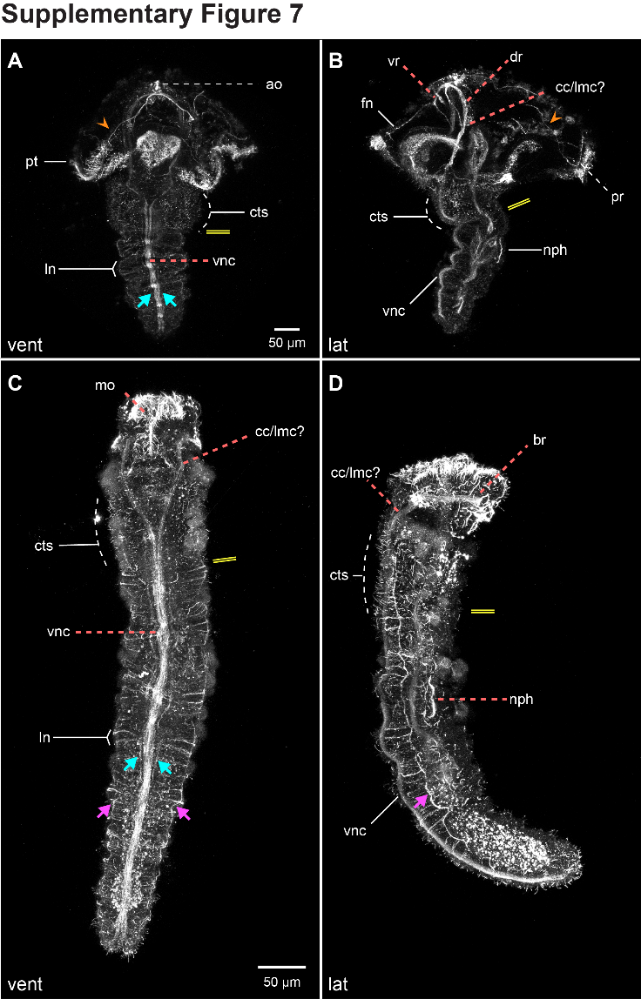 Supplementary Figure 7
A
ao
pt
cts
ln
vnc
vent
50 µm
B
vr
dr
cc/lmc?
fn
pr
cts
nph
vnc
lat
C
mo
cc/lmc?
cts
vnc
ln
vent
50 µm
D
br
cc/lmc?
cts
nph
vnc
lat